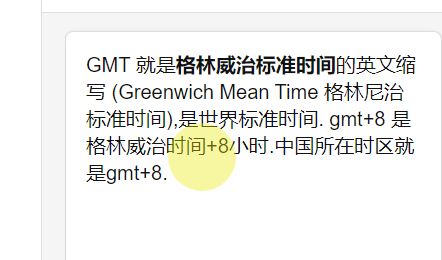 GMT 就是格林威治标准时间的英文缩
写 (Greenwich Mean Time 格林尼治
标准时间),是世界标准时间. gmt+8 是
格林威治时间+8小时.中国所在时区就
是gmt+8.